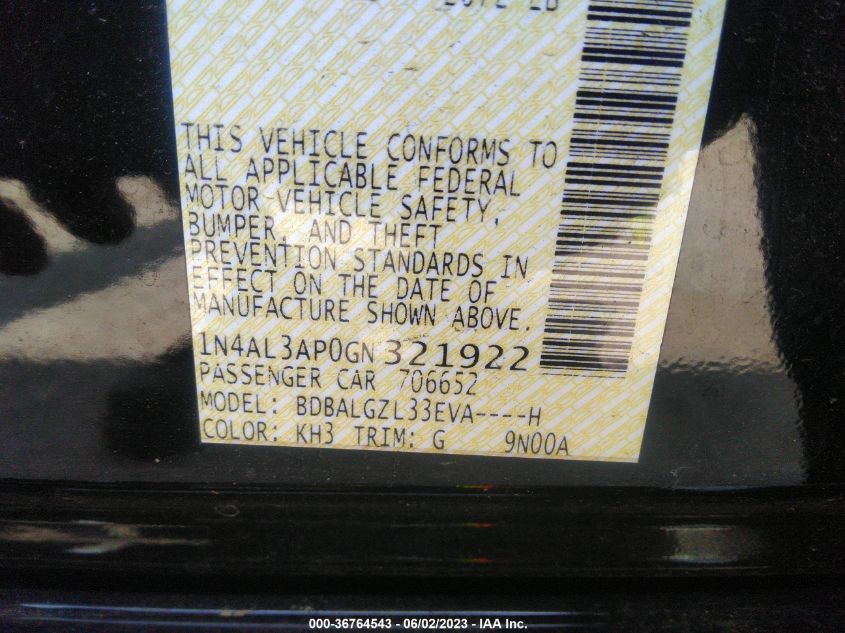 THIS VEHICLE CONFORMS TO
ALL APPLICABLE FEDERAL
MOTOR VEHICLE SAFETY,
BUMPER, AND THEFT
PREVENTION STANDARDS IN
EFFECT ON THE DATE OF
MANUFACTURE SHOWN ABOVE.
1N4AL3AP0GN321922
PASSENGER CAR 706652
MODEL: BDBALGZL33EVA----H
COLOR: KH3 TRIM: G 9N00A
000-36764543 - 06/02/2023 - IAA Inc.